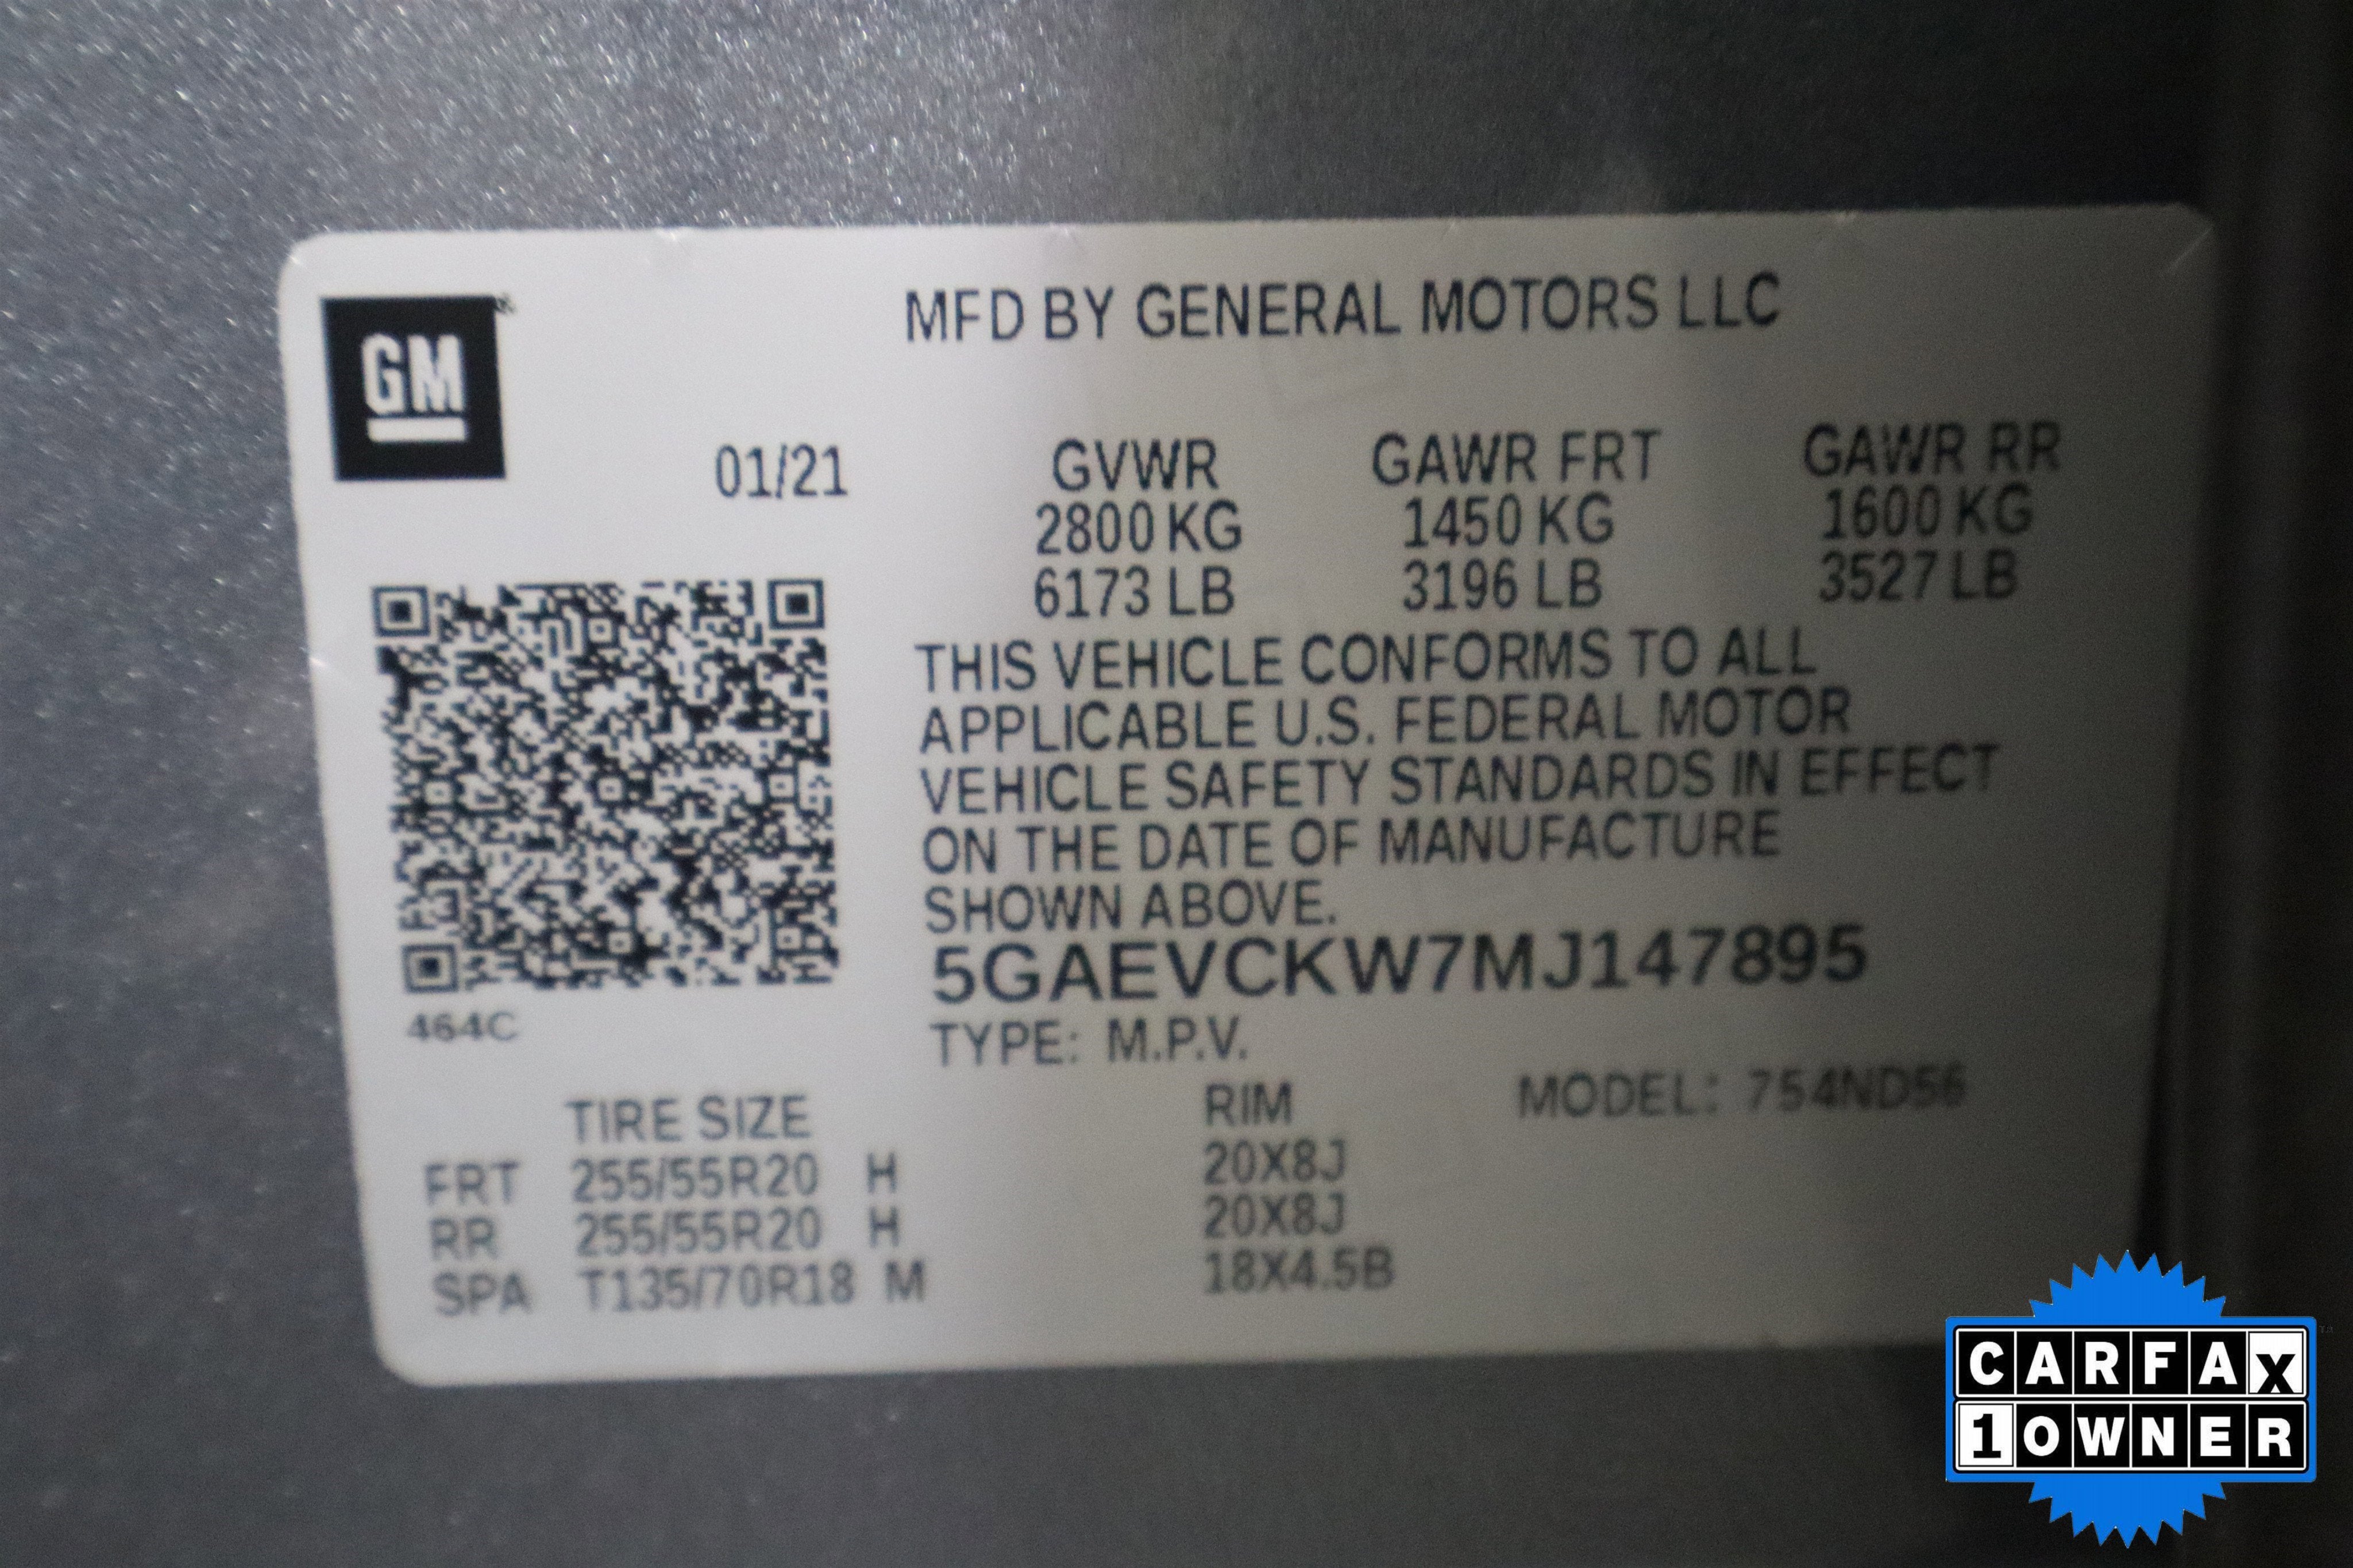 GM
MFD BY GENERAL MOTORS LLC
01/21 GVWR GAWR FRT GAWR RR
2800 KG 1450 KG 1600 KG
6173 LB 3196 LB 3527 LB
THIS VEHICLE CONFORMS TO ALL
APPLICABLE U.S. FEDERAL MOTOR
VEHICLE SAFETY STANDARDS IN EFFECT
ON THE DATE OF MANUFACTURE
SHOWN ABOVE.
5GAEVCKW7MJ147895
464C
TYPE: M.P.V.
TIRE SIZE RIM MODEL: 754ND56
FRT 255/55R20 H 20X8J
RR 255/55R20 H 20X8J
SPA T135/70R18 M 18X4.5B
CARFAX
1 OWNER